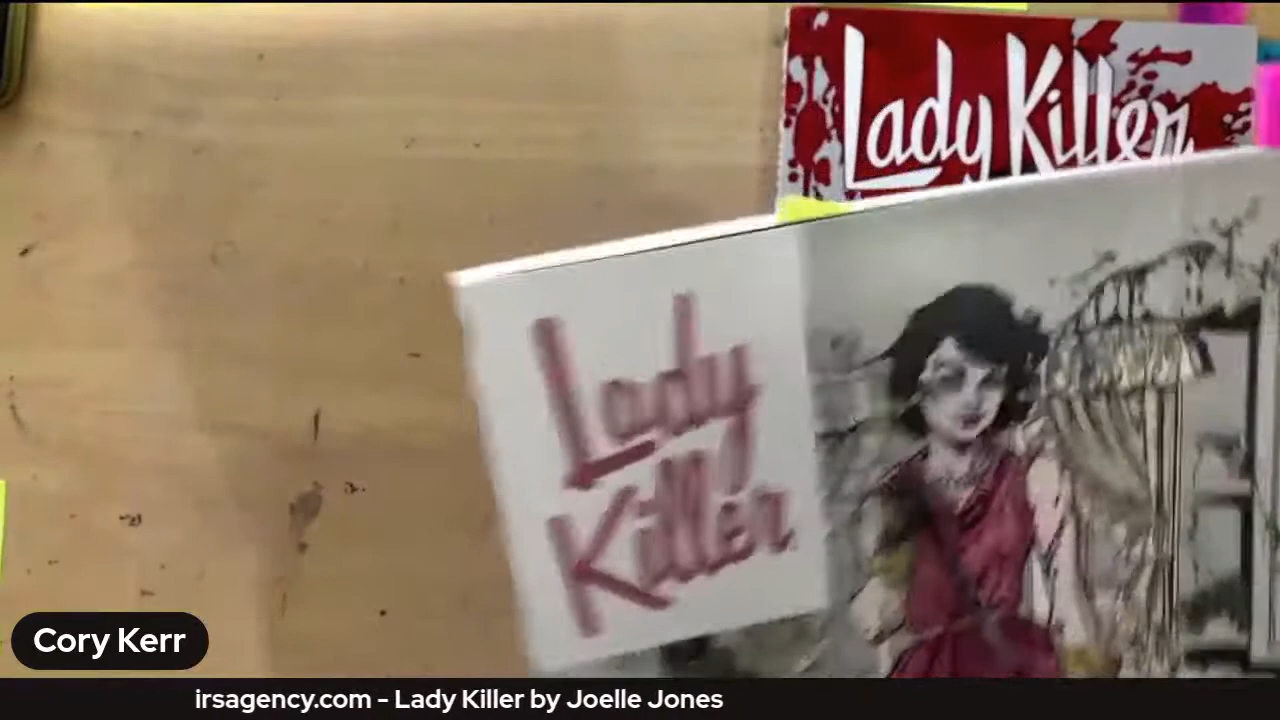 Lady Killer
Lady
Killer
Cory Kerr
irsagency.com - Lady Killer by Joelle Jones